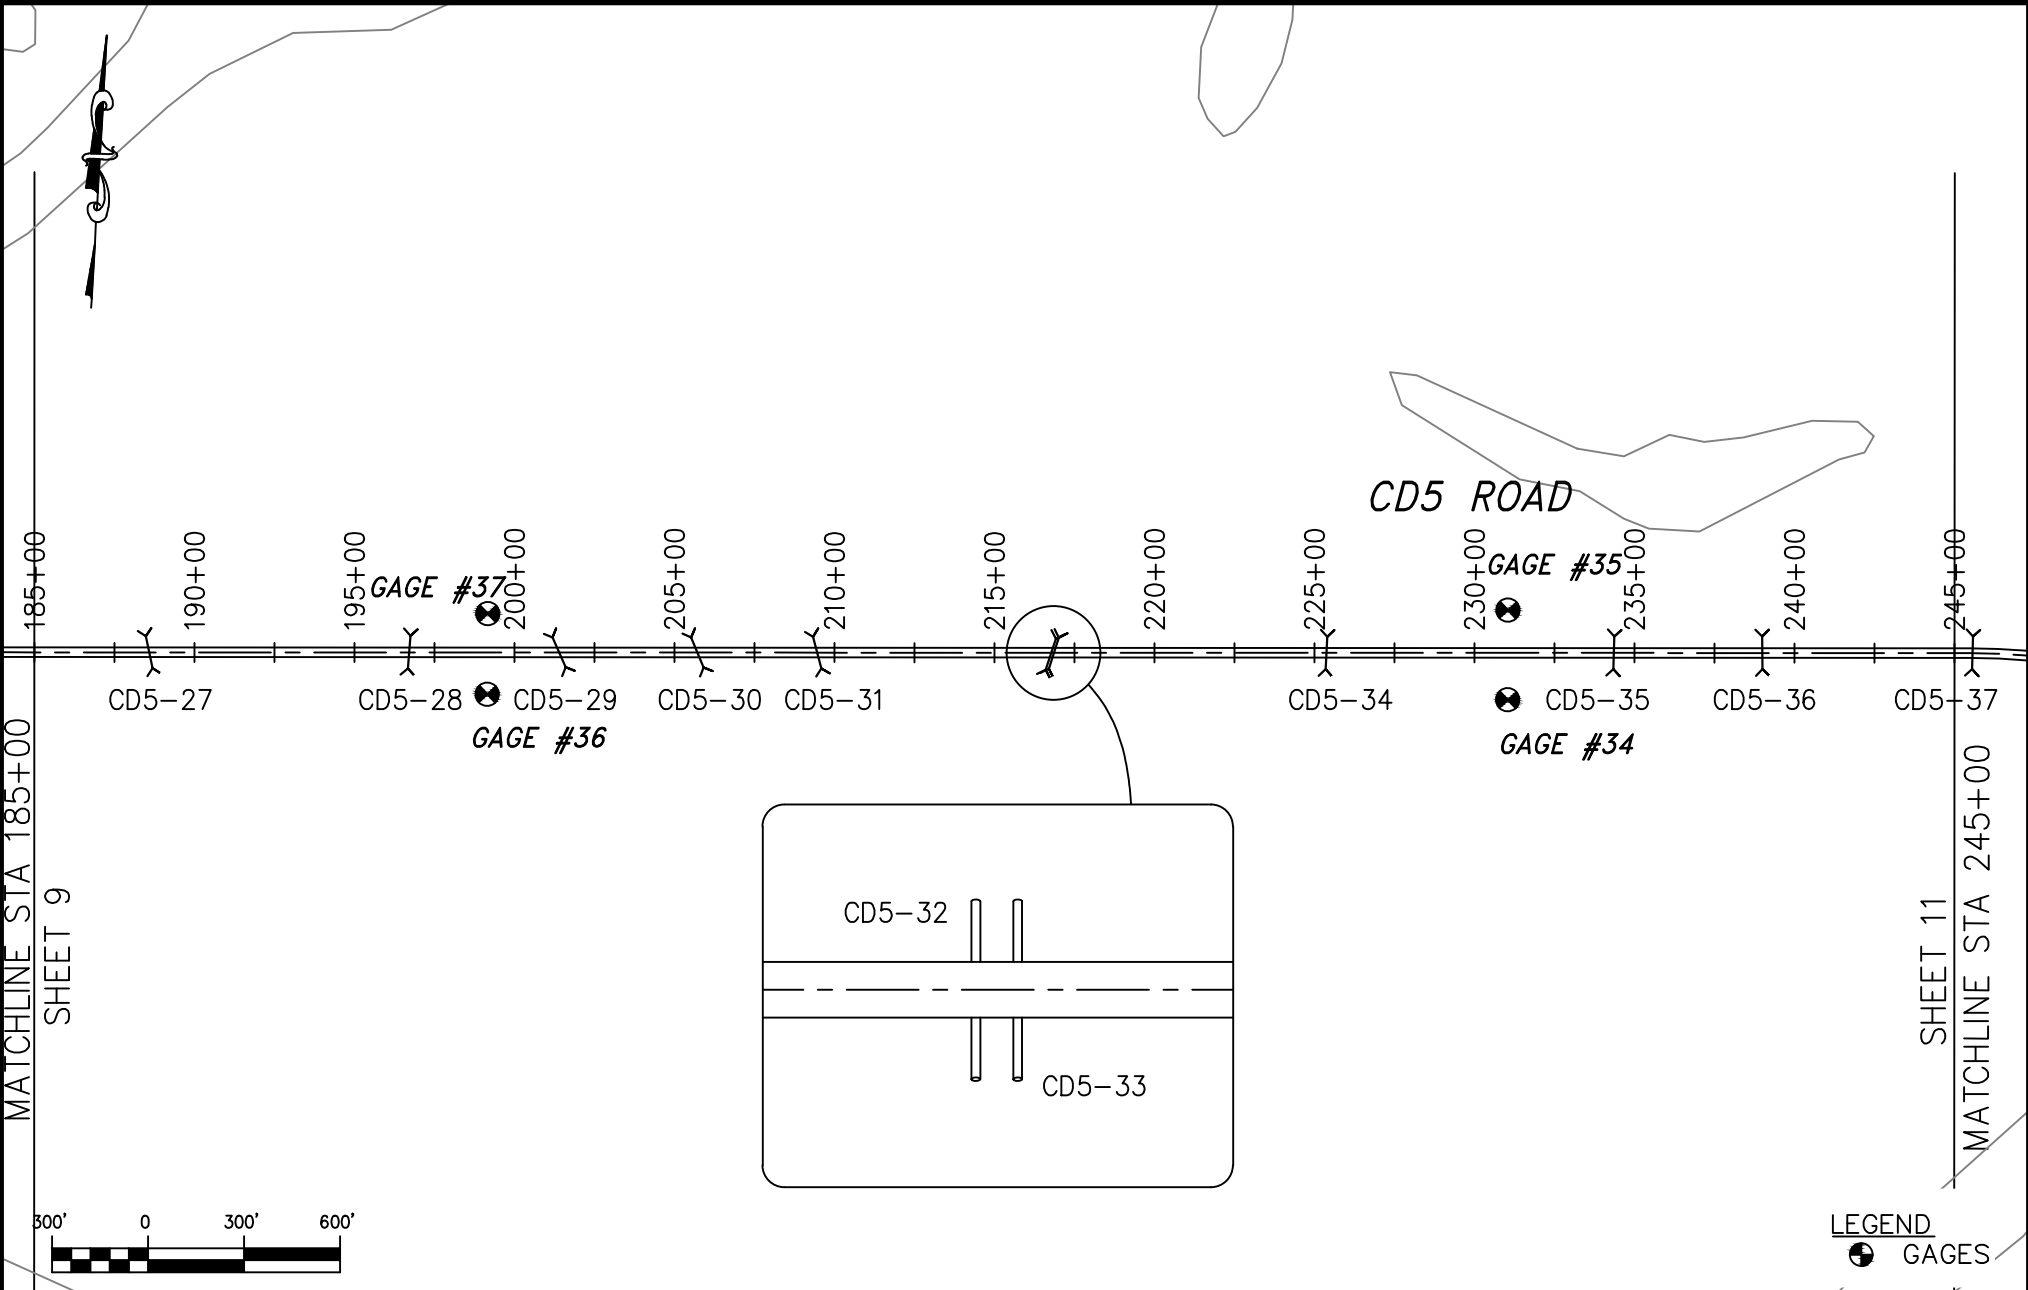 CD5 ROAD
185+00
190+00
195+00
200+00
205+00
210+00
215+00
220+00
225+00
230+00
235+00
240+00
245+00
GAGE #37
GAGE #35
CD5-27
CD5-28
CD5-29
CD5-30
CD5-31
CD5-34
CD5-35
CD5-36
CD5-37
GAGE #36
GAGE #34
MATCHLINE STA 185+00
SHEET 9
CD5-32
CD5-33
SHEET 11
MATCHLINE STA 245+00
300' 0 300' 600'
LEGEND
GAGES